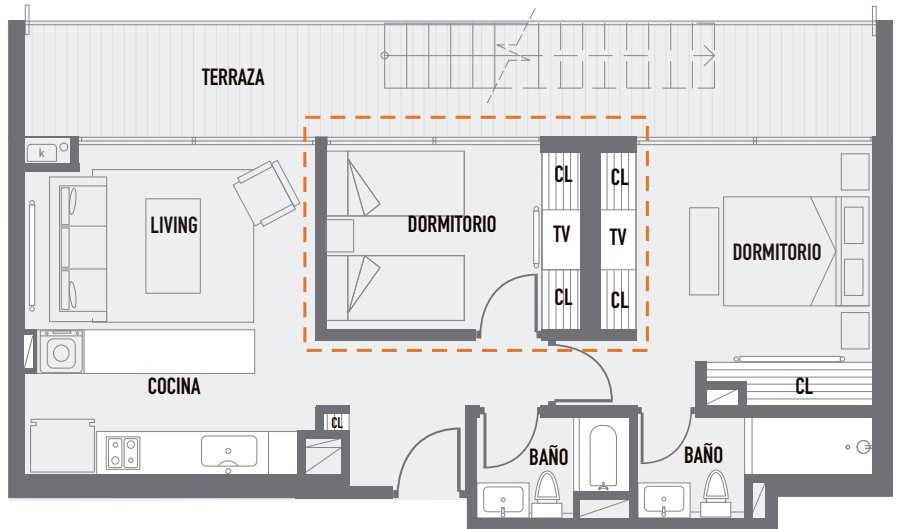 TERRAZA
k
CL
CL
LIVING
DORMITORIO
TV
TV
DORMITORIO
CL
CL
COCINA
CL
CL
BAÑO
BAÑO